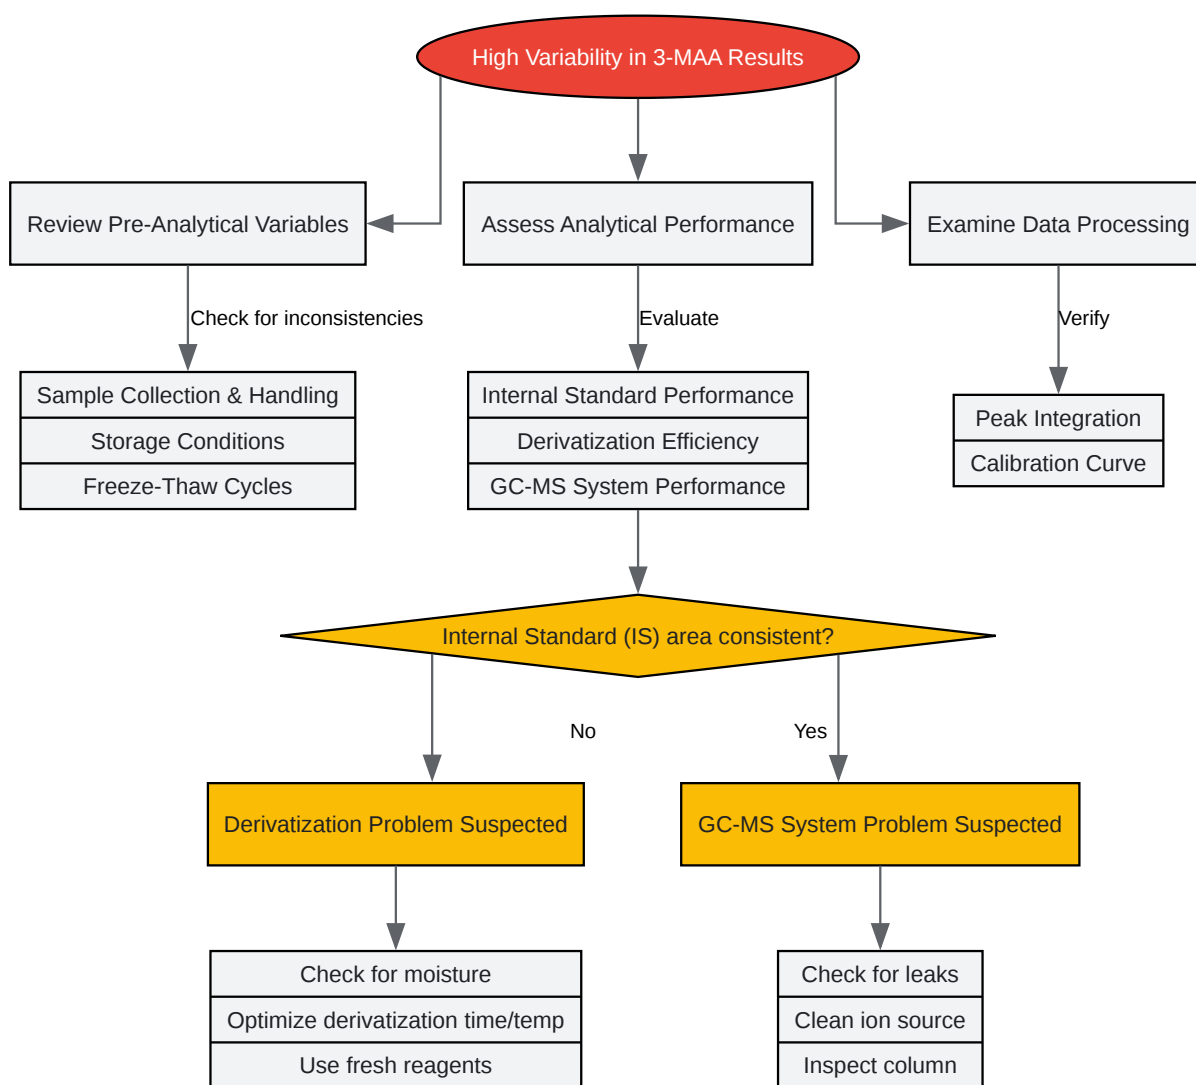 High Variability in 3-MAA Results
Review Pre-Analytical Variables
Assess Analytical Performance
Examine Data Processing
Check for inconsistencies
Evaluate
Verify
Sample Collection & Handling
Storage Conditions
Freeze-Thaw Cycles
Internal Standard Performance
Derivatization Efficiency
GC-MS System Performance
Peak Integration
Calibration Curve
Internal Standard (IS) area consistent?
No
Yes
Derivatization Problem Suspected
GC-MS System Problem Suspected
Check for moisture
Optimize derivatization time/temp
Use fresh reagents
Check for leaks
Clean ion source
Inspect column